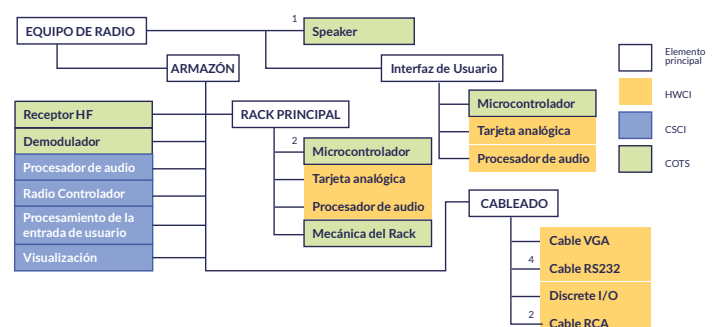 EQUIPO DE RADIO
1
Speaker
ARMAZÓN
Interfaz de Usuario
Microcontrolador
Tarjeta analógica
Procesador de audio
Receptor HF
Demodulador
Procesador de audio
Radio Controlador
Procesamiento de la
entrada de usuario
Visualización
RACK PRINCIPAL
2
Microcontrolador
Tarjeta analógica
Procesador de audio
Mecánica del Rack
CABLEADO
Cable VGA
4
Cable RS232
Discrete I/O
2
Cable RCA
Elemento
principal
HWCI
CSCI
COTS